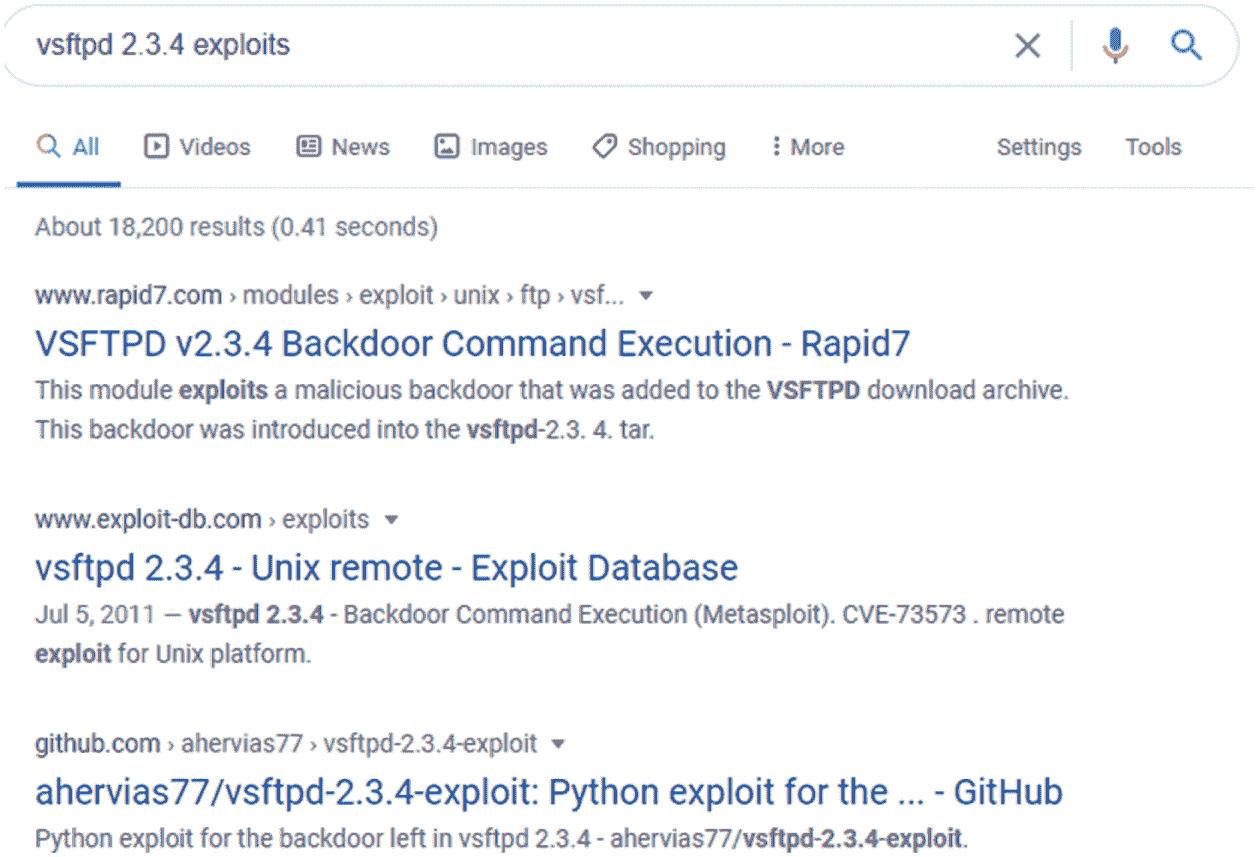 vsftpd 2.3.4 exploits
All Videos News Images Shopping More Settings Tools
About 18,200 results (0.41 seconds)
www.rapid7.com › modules › exploit › unix › ftp › vsf...
VSFTPD v2.3.4 Backdoor Command Execution - Rapid7
This module exploits a malicious backdoor that was added to the VSFTPD download archive.
This backdoor was introduced into the vsftpd-2.3. 4. tar.
www.exploit-db.com › exploits
vsftpd 2.3.4 - Unix remote - Exploit Database
Jul 5, 2011 — vsftpd 2.3.4 - Backdoor Command Execution (Metasploit). CVE-73573 . remote
exploit for Unix platform.
github.com › ahervias77 › vsftpd-2.3.4-exploit
ahervias77/vsftpd-2.3.4-exploit: Python exploit for the ... - GitHub
Python exploit for the backdoor left in vsftpd 2.3.4 - ahervias77/vsftpd-2.3.4-exploit.